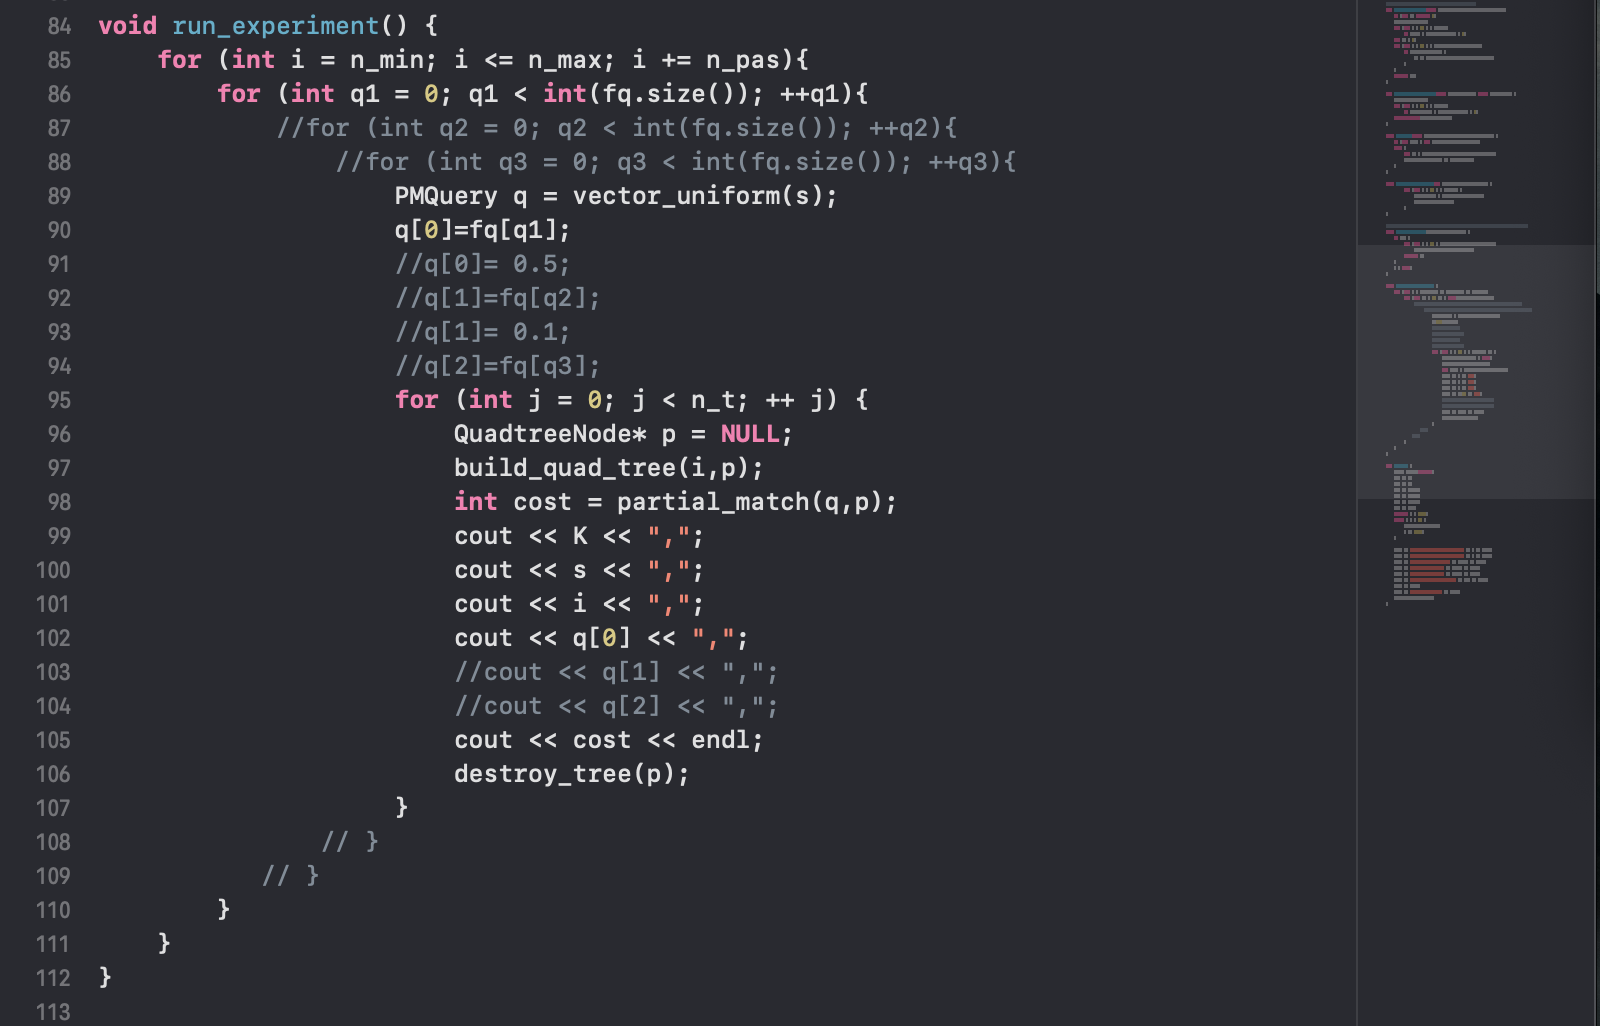 84 void run_experiment() {
85     for (int i = n_min; i <= n_max; i += n_pas){
86         for (int q1 = 0; q1 < int(fq.size()); ++q1){
87             //for (int q2 = 0; q2 < int(fq.size()); ++q2){
88                 //for (int q3 = 0; q3 < int(fq.size()); ++q3){
89                     PMQuery q = vector_uniform(s);
90                     q[0]=fq[q1];
91                     //q[0]= 0.5;
92                     //q[1]=fq[q2];
93                     //q[1]= 0.1;
94                     //q[2]=fq[q3];
95                     for (int j = 0; j < n_t; ++ j) {
96                         QuadtreeNode* p = NULL;
97                         build_quad_tree(i,p);
98                         int cost = partial_match(q,p);
99                         cout << K << ",";
100                         cout << s << ",";
101                         cout << i << ",";
102                         cout << q[0] << ",";
103                         //cout << q[1] << ",";
104                         //cout << q[2] << ",";
105                         cout << cost << endl;
106                         destroy_tree(p);
107                     }
108                // }
109            // }
110         }
111     }
112 }
113